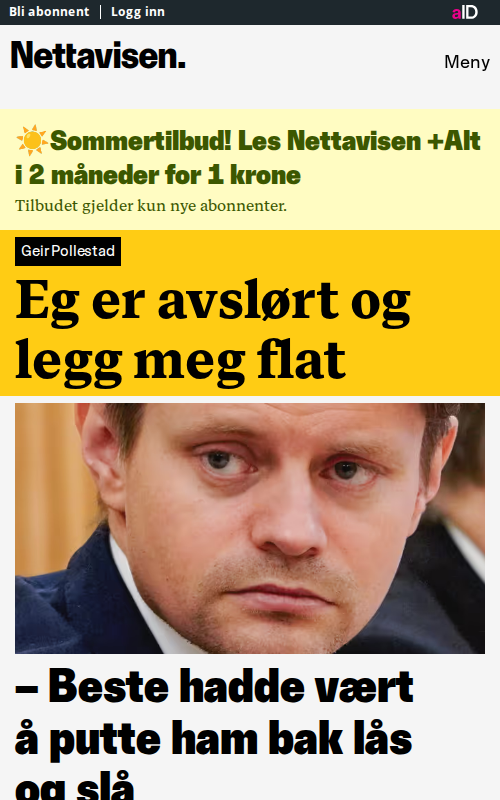 Bli abonnent | Logg inn
aID
Nettavisen.
Meny
☀️Sommertilbud! Les Nettavisen +Alt
i 2 måneder for 1 krone
Tilbudet gjelder kun nye abonnenter.
Geir Pollestad
Eg er avslørt og
legg meg flat
– Beste hadde vært
å putte ham bak lås
og slå